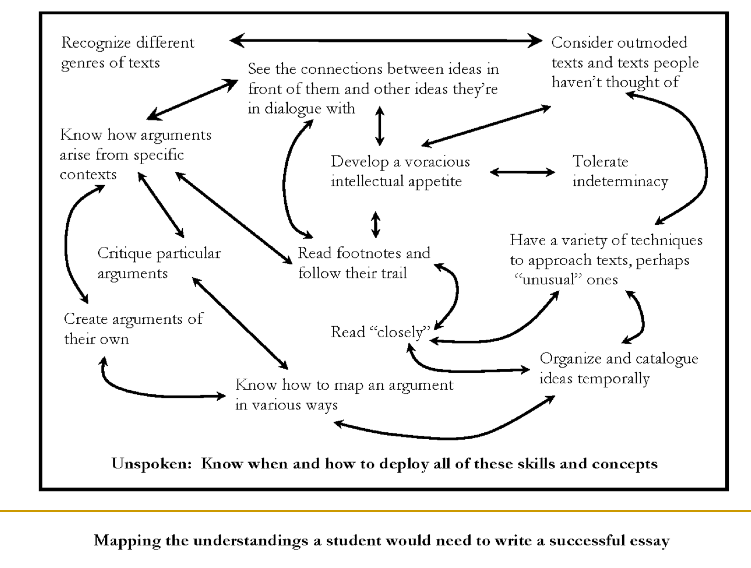 Recognize different
genres of texts
Consider outmoded
texts and texts people
haven't thought of
See the connections between ideas in
front of them and other ideas they're
in dialogue with
Know how arguments
arise from specific
contexts
Develop a voracious
intellectual appetite
Tolerate
indeterminacy
Critique particular
arguments
Read footnotes and
follow their trail
Have a variety of techniques
to approach texts, perhaps
“unusual” ones
Create arguments of
their own
Read “closely”
Organize and catalogue
ideas temporally
Know how to map an argument
in various ways
Unspoken: Know when and how to deploy all of these skills and concepts
Mapping the understandings a student would need to write a successful essay